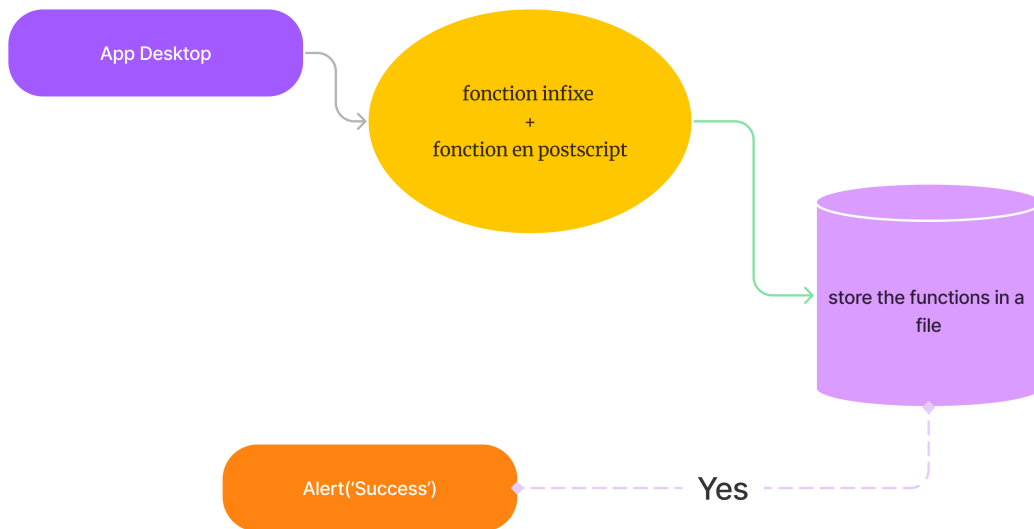 App Desktop
fonction infixe
+
fonction en postscript
store the functions in a
file
Yes
Alert('Success')